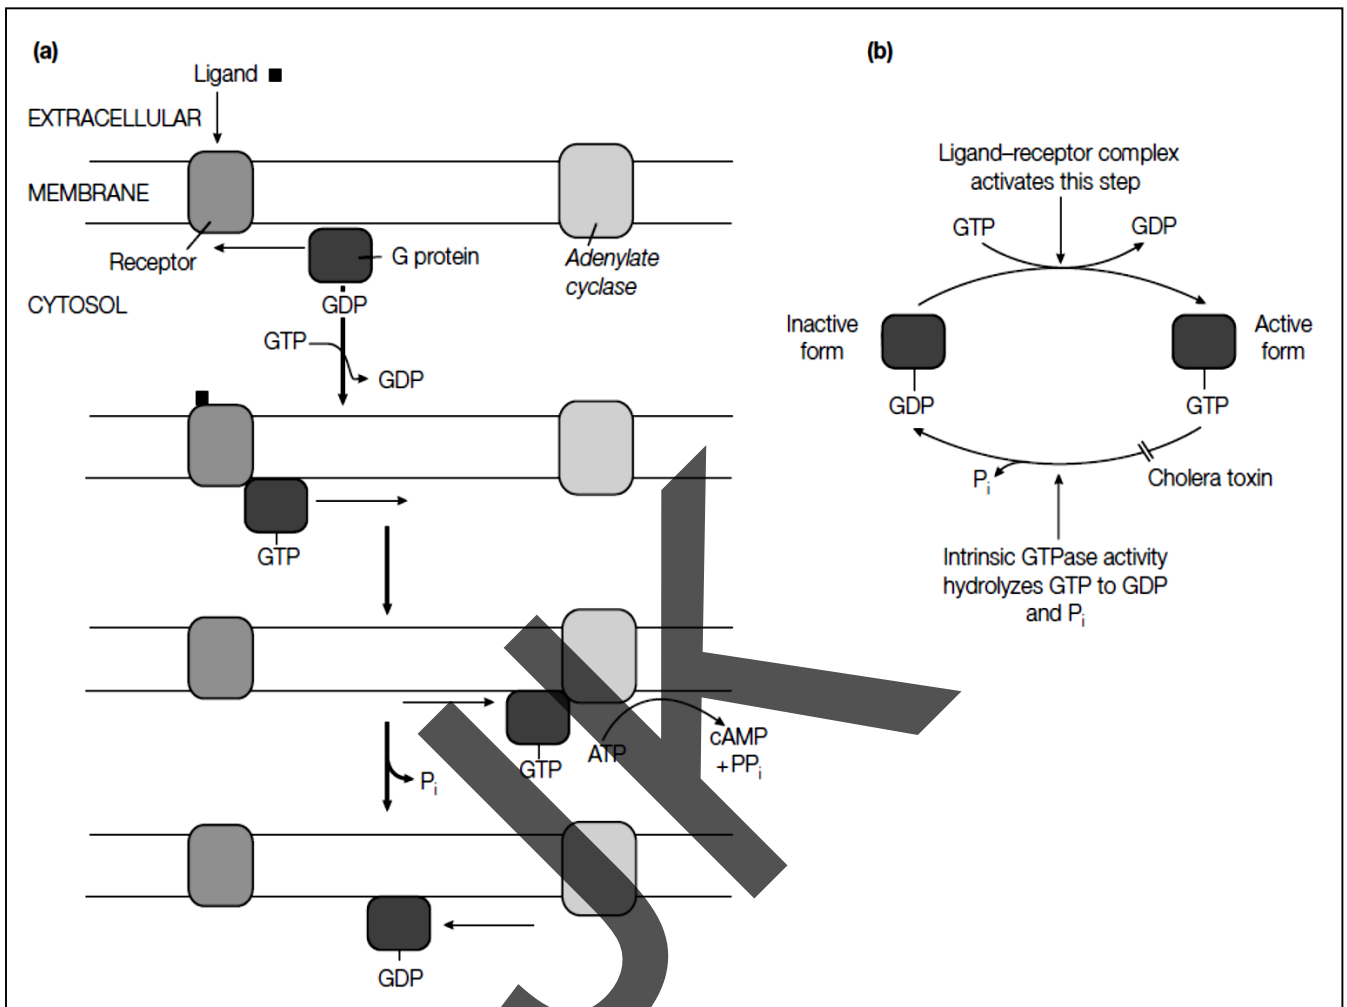 (a)
Ligand
EXTRACELLULAR
MEMBRANE
Receptor
G protein
Adenylate
cyclase
CYTOSOL
GDP
GTP
GDP
GTP
GTP
ATP
cAMP
+PPi
Pi
GDP
(b)
Ligand–receptor complex
activates this step
GTP
GDP
Inactive
form
Active
form
GDP
GTP
Pi
Cholera toxin
Intrinsic GTPase activity
hydrolyzes GTP to GDP
and Pi